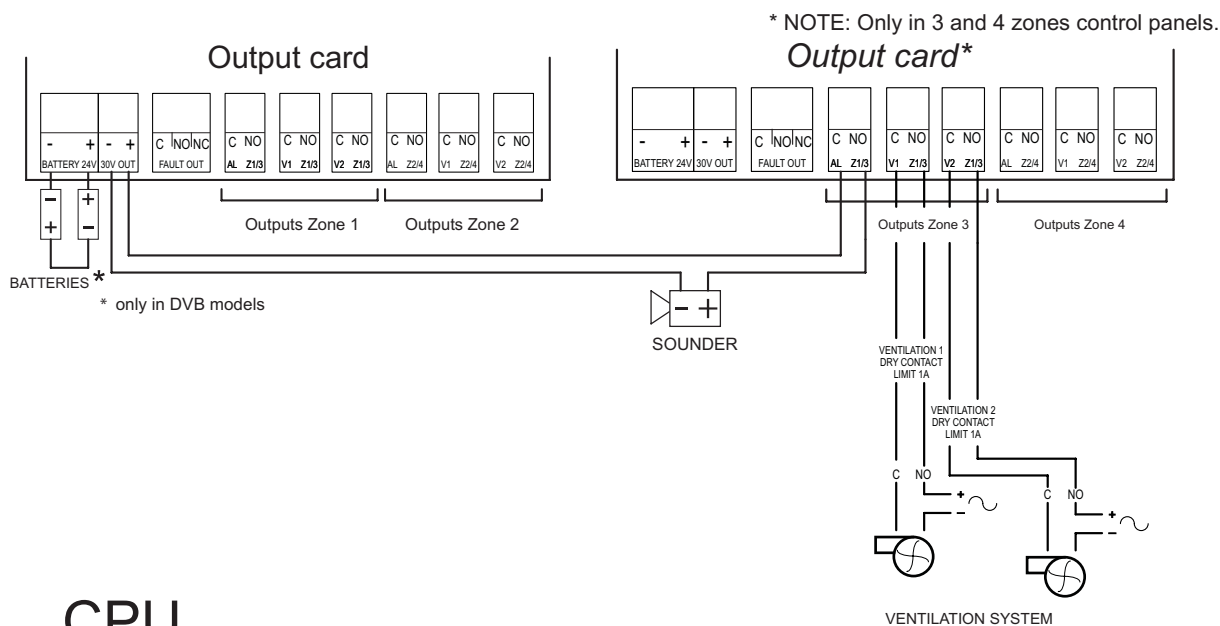 * NOTE: Only in 3 and 4 zones control panels.
Output card
Output card*
- + - + C NO NC C NO C NO C NO C NO C NO C NO
BATTERY 24V 30V OUT FAULT OUT AL Z1/3 V1 Z1/3 V2 Z1/3 AL Z2/4 V1 Z2/4 V2 Z2/4
- + - + C NO NC C NO C NO C NO C NO C NO C NO
BATTERY 24V 30V OUT FAULT OUT AL Z1/3 V1 Z1/3 V2 Z1/3 AL Z2/4 V1 Z2/4 V2 Z2/4
- +
+ -
Outputs Zone 1
Outputs Zone 2
Outputs Zone 3
Outputs Zone 4
BATTERIES *
* only in DVB models
- +
SOUNDER
VENTILATION 1
DRY CONTACT
LIMIT 1A
VENTILATION 2
DRY CONTACT
LIMIT 1A
C NO
+
-
C NO
+
-
VENTILATION SYSTEM
CPU